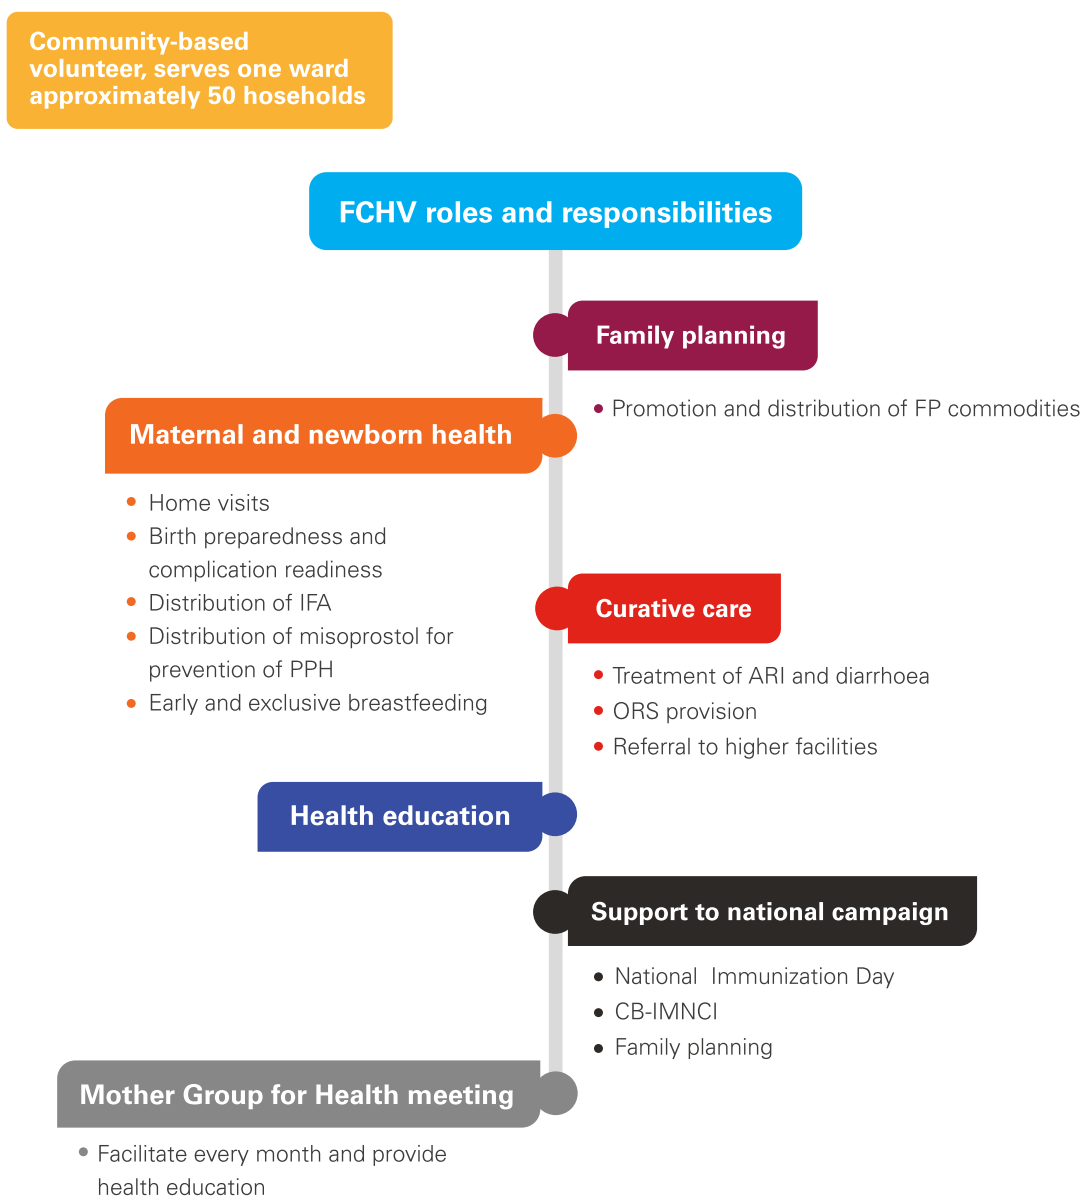 Community-based
volunteer, serves one ward
approximately 50 hoseholds
FCHV roles and responsibilities
Family planning
• Promotion and distribution of FP commodities
Maternal and newborn health
• Home visits
• Birth preparedness and
complication readiness
• Distribution of IFA
• Distribution of misoprostol for
prevention of PPH
• Early and exclusive breastfeeding
Curative care
• Treatment of ARI and diarrhoea
• ORS provision
• Referral to higher facilities
Health education
Support to national campaign
• National Immunization Day
• CB-IMNCI
• Family planning
Mother Group for Health meeting
• Facilitate every month and provide
health education